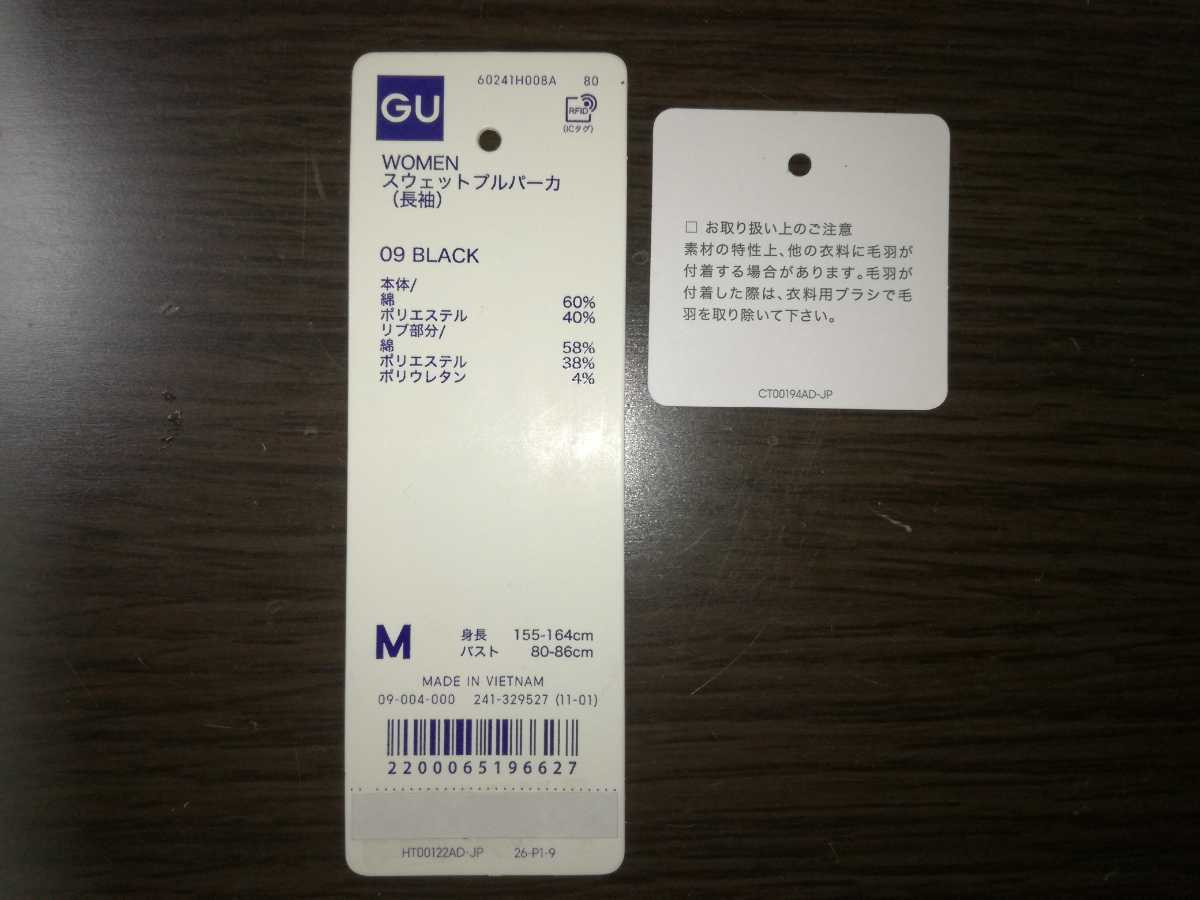 60241H008A 80
GU
RFID
(ICタグ)
WOMEN
スウェットプルパーカ
(長袖)
09 BLACK
本体/
綿 60%
ポリエステル 40%
リブ部分/
綿 58%
ポリエステル 38%
ポリウレタン 4%
M 身長 155-164cm
バスト 80-86cm
MADE IN VIETNAM
09-004-000 241-329527 (11-01)
2200065196627
HT00122AD-JP 26-P1-9
□ お取り扱い上のご注意
素材の特性上、他の衣料に毛羽が
付着する場合があります。毛羽が
付着した際は、衣料用ブラシで毛
羽を取り除いて下さい。
CT00194AD-JP